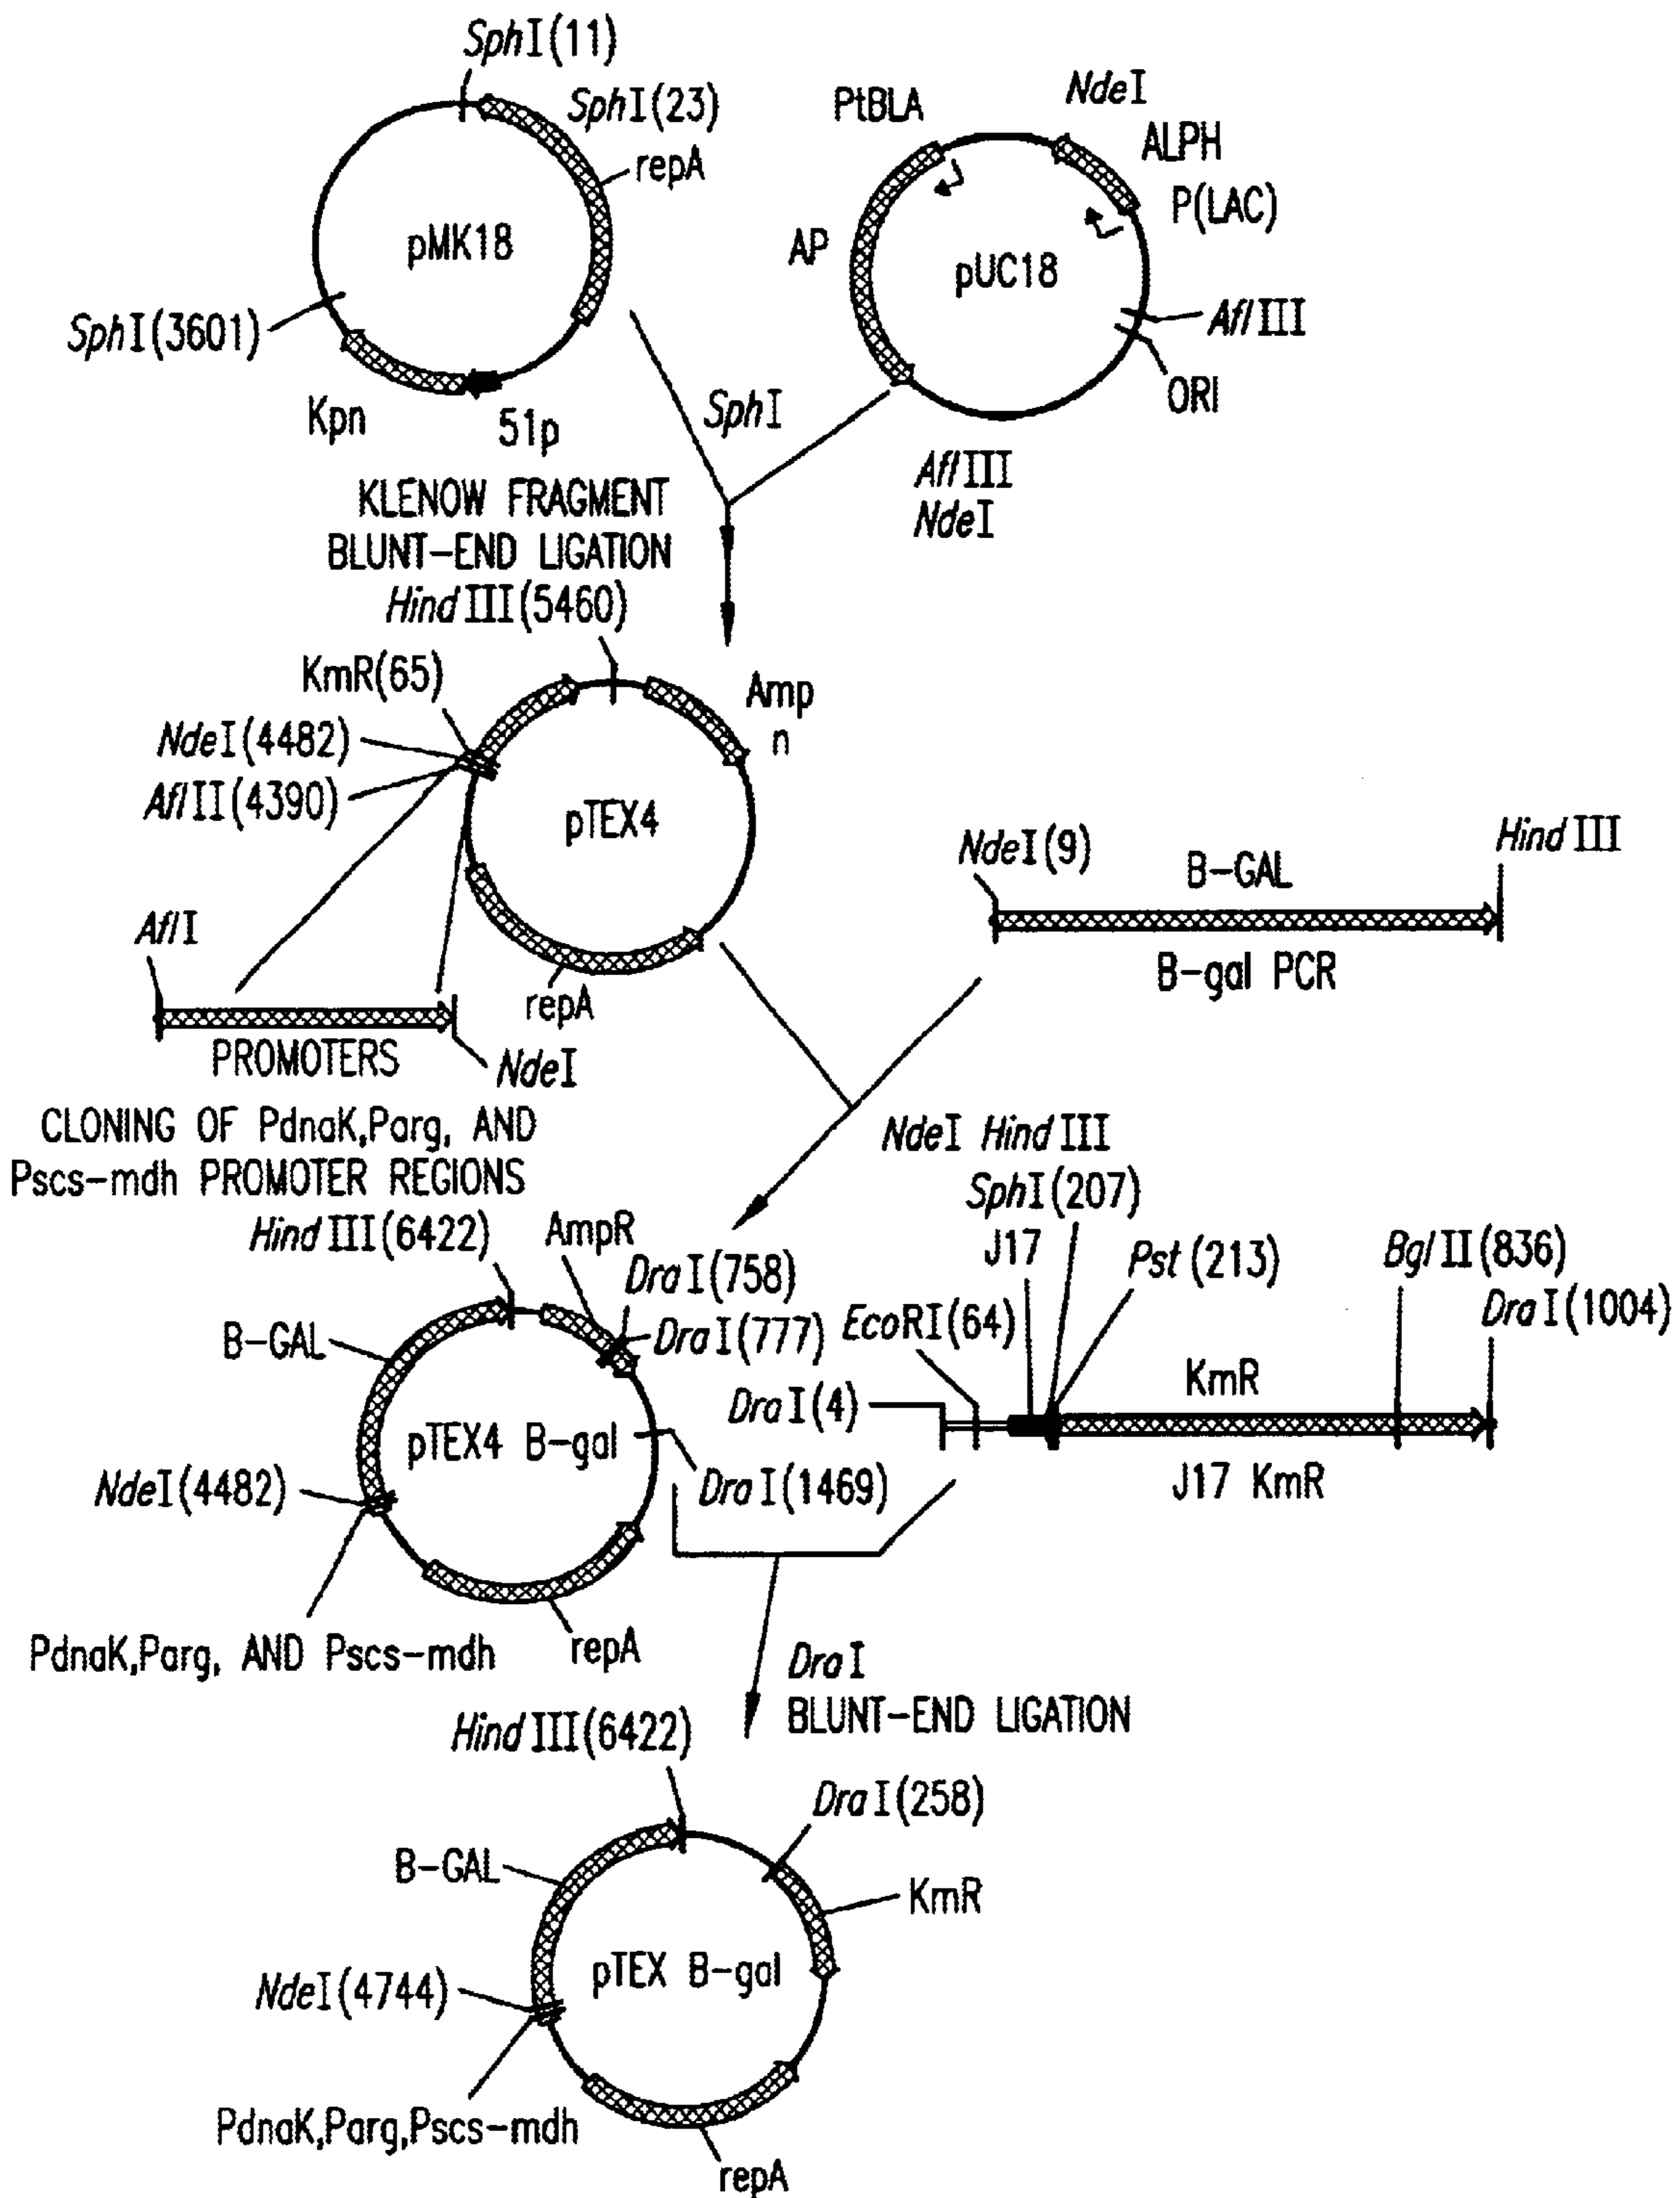 SphI(11)
SphI(23)
repA
pMK18
SphI(3601)
Kpn
51p
PtBLA
NdeI
ALPH
P(LAC)
AP
pUC18
AflIII
ORI
SphI
AflIII
NdeI
KLENOW FRAGMENT
BLUNT-END LIGATION
HindIII(5460)
KmR(65)
NdeI(4482)
AflII(4390)
Amp
n
pTEX4
repA
AflI
PROMOTERS
NdeI
NdeI(9)
B-GAL
HindIII
B-gal PCR
CLONING OF PdnaK,Parg, AND
Pscs-mdh PROMOTER REGIONS
NdeI HindIII
HindIII(6422)
AmpR
DraI(758)
DraI(777)
B-GAL
pTEX4 B-gal
DraI(1469)
NdeI(4482)
PdnaK,Parg, AND Pscs-mdh
repA
SphI(207)
J17
Pst(213)
BglII(836)
DraI(1004)
EcoRI(64)
DraI(4)
KmR
J17 KmR
DraI
BLUNT-END LIGATION
HindIII(6422)
DraI(258)
B-GAL
KmR
pTEX B-gal
NdeI(4744)
PdnaK,Parg,Pscs-mdh
repA